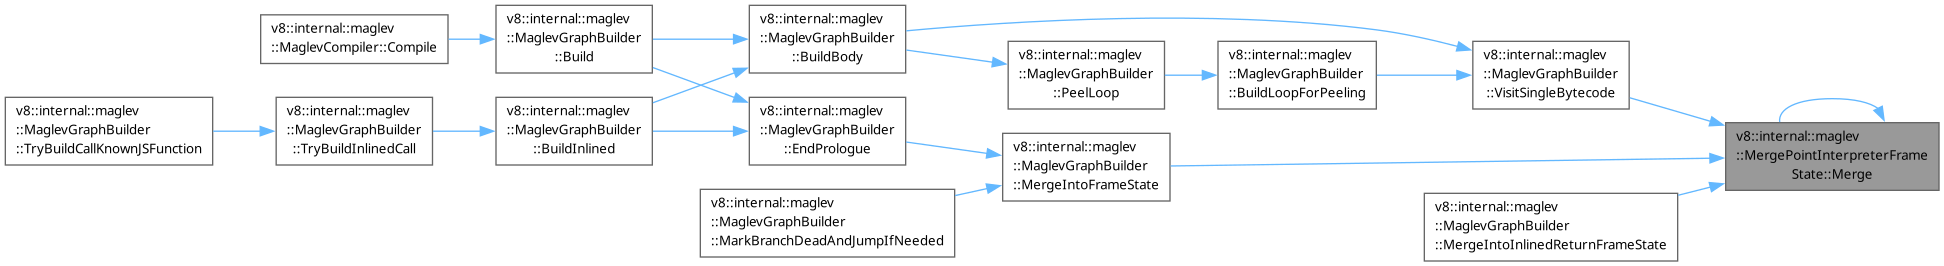 v8::internal::maglev
::MaglevCompiler::Compile
v8::internal::maglev
::MaglevGraphBuilder
::Build
v8::internal::maglev
::MaglevGraphBuilder
::BuildBody
v8::internal::maglev
::MaglevGraphBuilder
::PeelLoop
v8::internal::maglev
::MaglevGraphBuilder
::BuildLoopForPeeling
v8::internal::maglev
::MaglevGraphBuilder
::VisitSingleBytecode
v8::internal::maglev
::MaglevGraphBuilder
::TryBuildCallKnownJSFunction
v8::internal::maglev
::MaglevGraphBuilder
::TryBuildInlinedCall
v8::internal::maglev
::MaglevGraphBuilder
::BuildInlined
v8::internal::maglev
::MaglevGraphBuilder
::EndPrologue
v8::internal::maglev
::MaglevGraphBuilder
::MergeIntoFrameState
v8::internal::maglev
::MergePointInterpreterFrame
State::Merge
v8::internal::maglev
::MaglevGraphBuilder
::MarkBranchDeadAndJumpIfNeeded
v8::internal::maglev
::MaglevGraphBuilder
::MergeIntoInlinedReturnFrameState